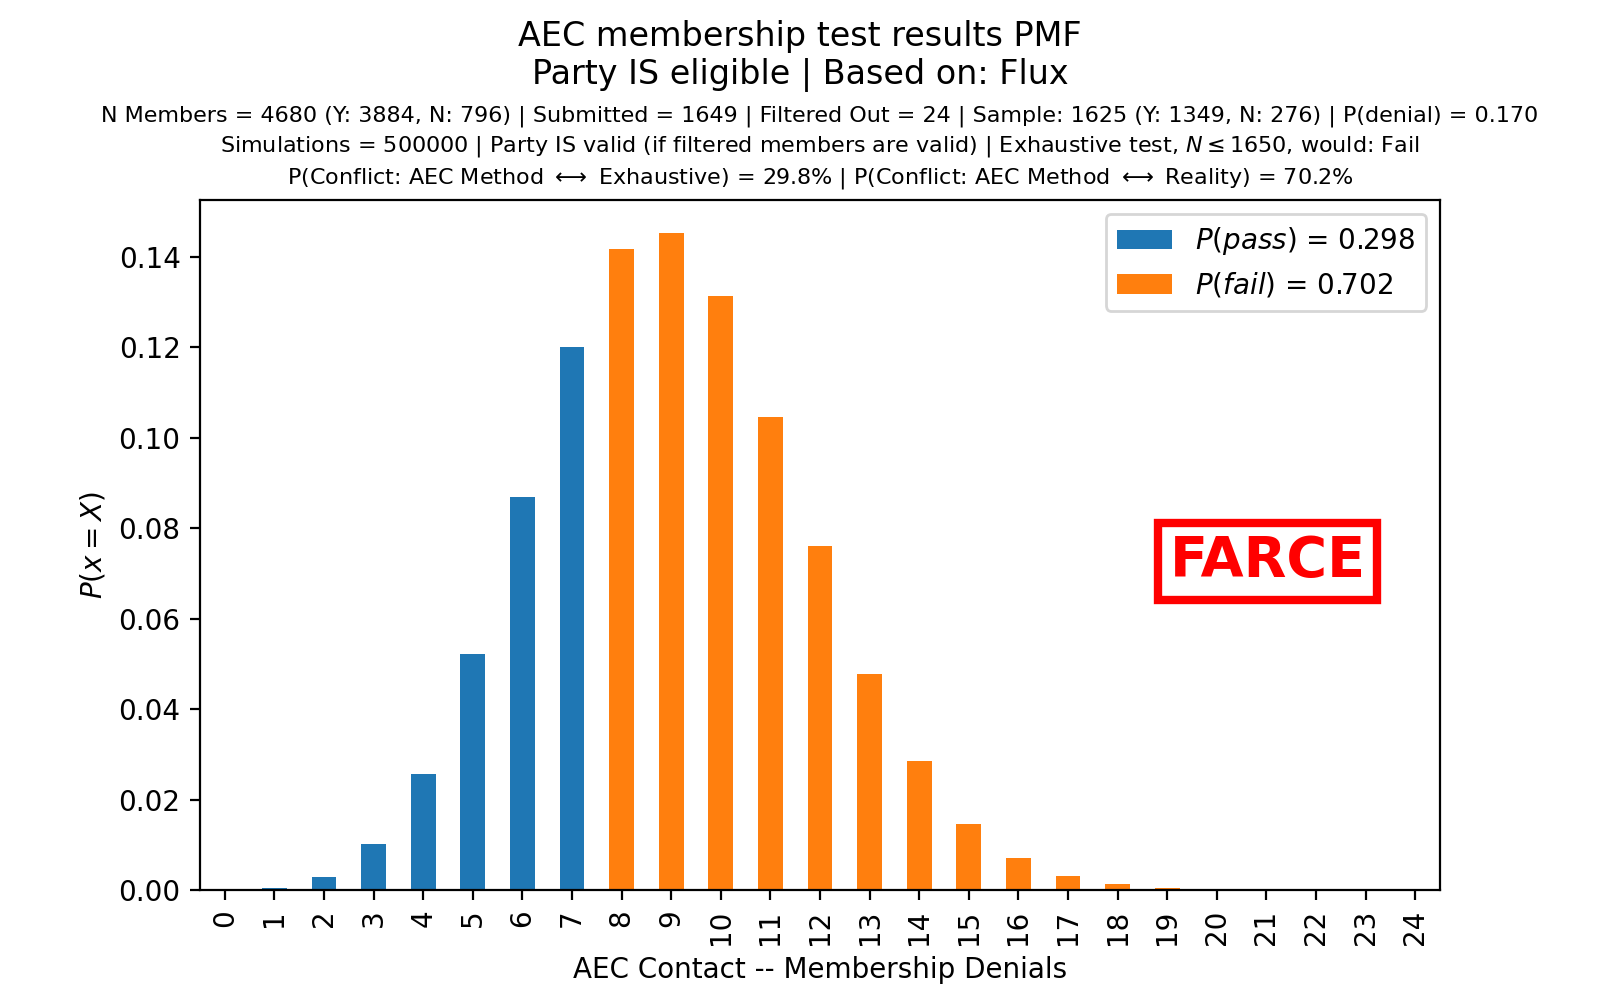 AEC membership test results PMF
Party IS eligible | Based on: Flux
N Members = 4680 (Y: 3884, N: 796) | Submitted = 1649 | Filtered Out = 24 | Sample: 1625 (Y: 1349, N: 276) | P(denial) = 0.170
Simulations = 500000 | Party IS valid (if filtered members are valid) | Exhaustive test, N ≤ 1650, would: Fail
P(Conflict: AEC Method ⟷ Exhaustive) = 29.8% | P(Conflict: AEC Method ⟷ Reality) = 70.2%
P(pass) = 0.298
P(fail) = 0.702
0.14
0.12
0.10
0.08
0.06
0.04
0.02
0.00
P(x = X)
FARCE
0 1 2 3 4 5 6 7 8 9 10 11 12 13 14 15 16 17 18 19 20 21 22 23 24
AEC Contact -- Membership Denials